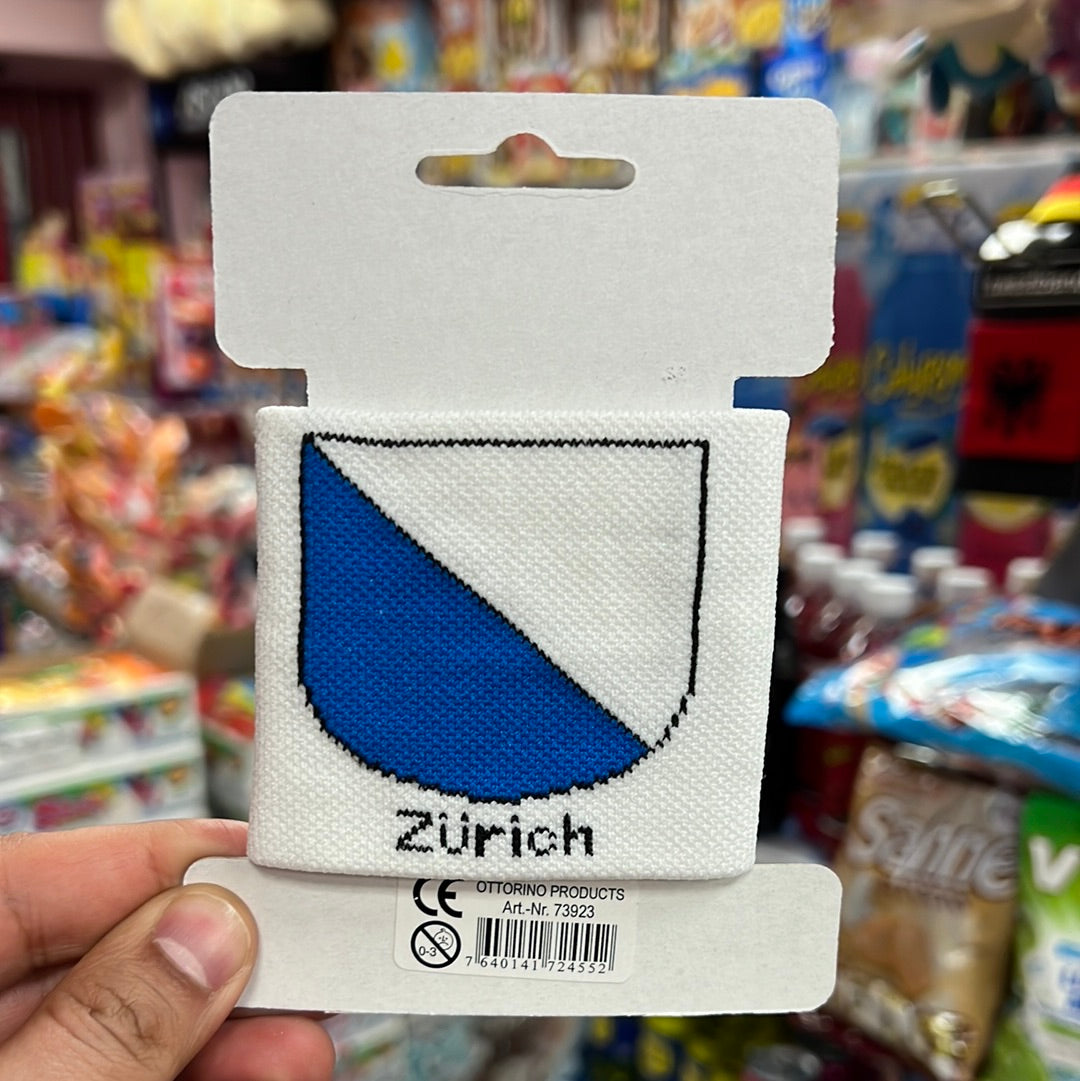 Zürich
CE
OTTORINO PRODUCTS
Art.-Nr. 73923
0-3
7 640141 724552